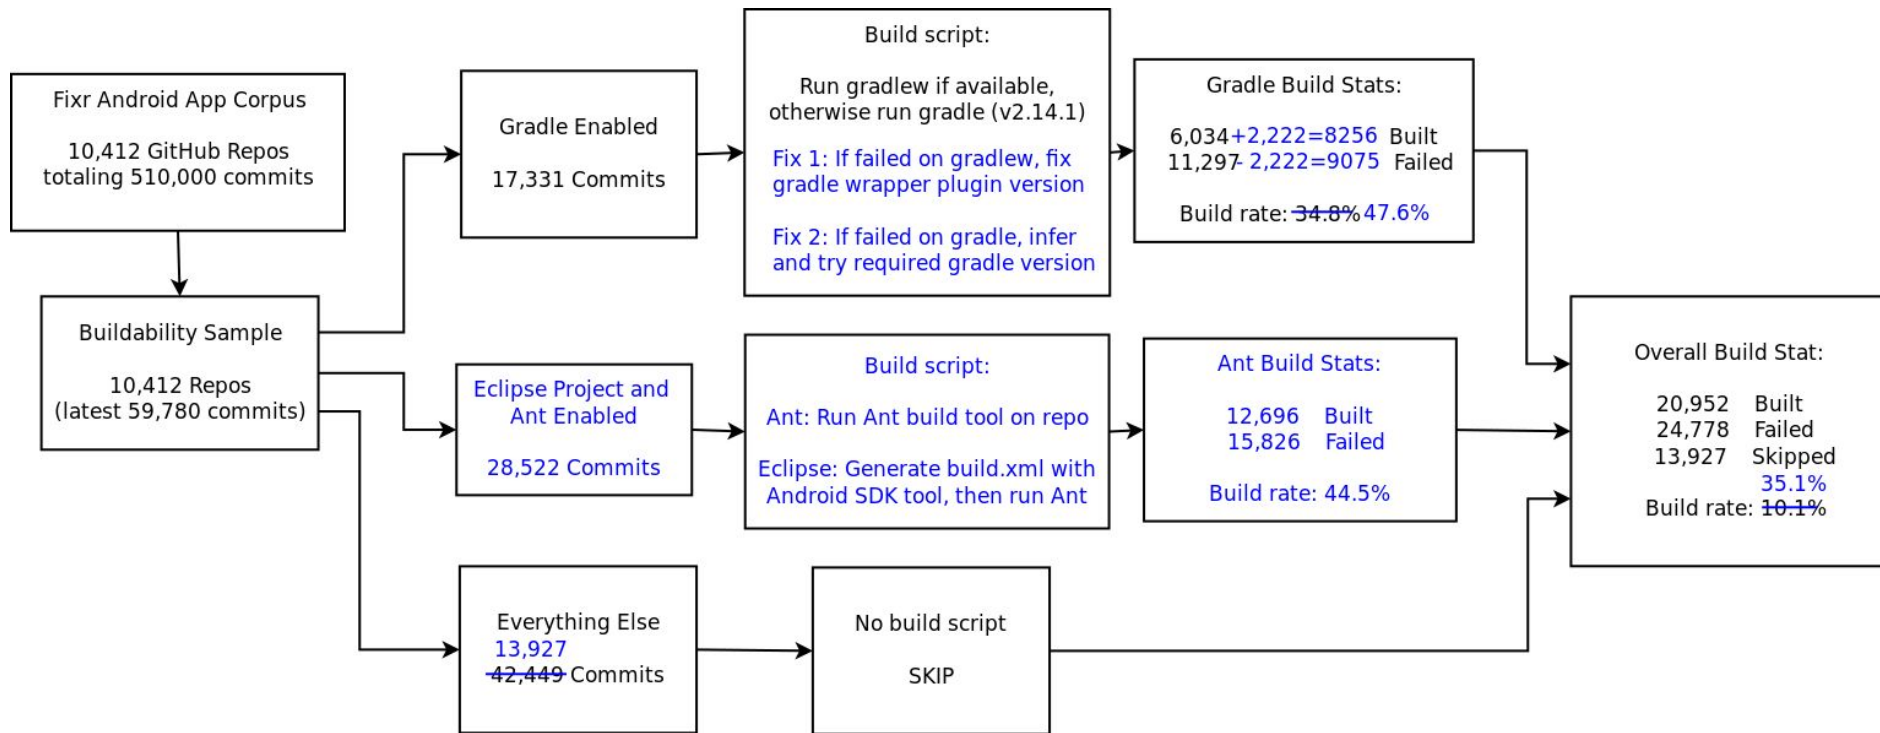 Fixr Android App Corpus
10,412 GitHub Repos
totaling 510,000 commits
Buildability Sample
10,412 Repos
(latest 59,780 commits)
Gradle Enabled
17,331 Commits
Build script:
Run gradlew if available,
otherwise run gradle (v2.14.1)
Fix 1: If failed on gradlew, fix
gradle wrapper plugin version
Fix 2: If failed on gradle, infer
and try required gradle version
Gradle Build Stats:
6,034+2,222=8256 Built
11,297- 2,222=9075 Failed
Build rate: 34.8% 47.6%
Eclipse Project and
Ant Enabled
28,522 Commits
Build script:
Ant: Run Ant build tool on repo
Eclipse: Generate build.xml with
Android SDK tool, then run Ant
Ant Build Stats:
12,696 Built
15,826 Failed
Build rate: 44.5%
Everything Else
13,927
42,449 Commits
No build script
SKIP
Overall Build Stat:
20,952 Built
24,778 Failed
13,927 Skipped
35.1%
Build rate: 10.1%